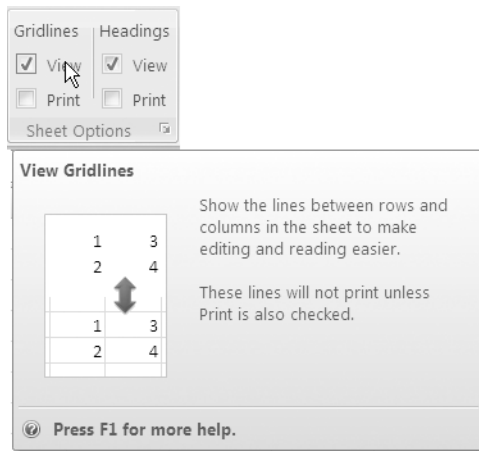 Gridlines Headings
View View
Print Print
Sheet Options
View Gridlines
Show the lines between rows and
columns in the sheet to make
editing and reading easier.
1 3
2 4
These lines will not print unless
Print is also checked.
1 3
2 4
Press F1 for more help.